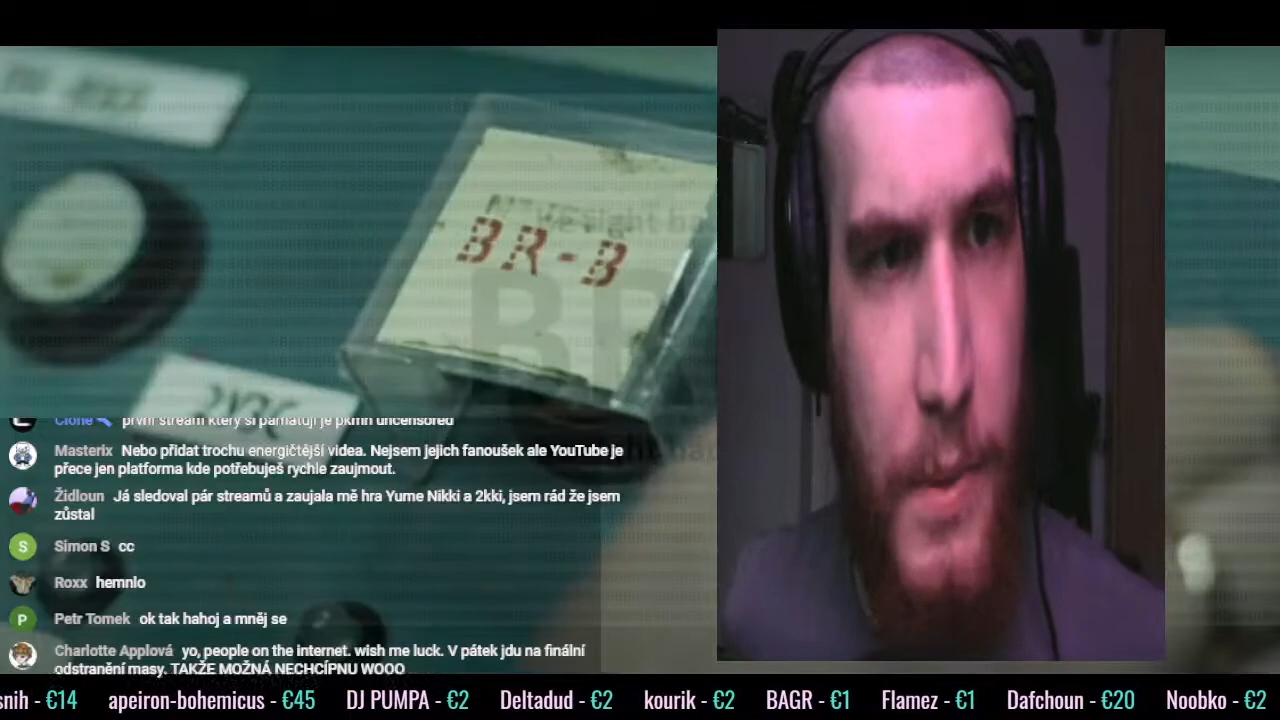 BR-B
Clone první stream který si pamatuji je pkmn uncensored
Masterix Nebo přidat trochu energičtější videa. Nejsem jejich fanoušek ale YouTube je
přece jen platforma kde potřebuješ rychle zaujmout.
Židloun Já sledoval pár streamů a zaujala mě hra Yume Nikki a 2kki, jsem rád že jsem
zůstal
S Simon S cc
Roxx hemnlo
P Petr Tomek ok tak hahoj a mněj se
Charlotte Applová yo, people on the internet. wish me luck. V pátek jdu na finální
odstranění masy. TAKŽE MOŽNÁ NECHCÍPNU WOOO
snih - €14 apeiron-bohemicus - €45 DJ PUMPA - €2 Deltadud - €2 kourik - €2 BAGR - €1 Flamez - €1 Dafchoun - €20 Noobko - €2